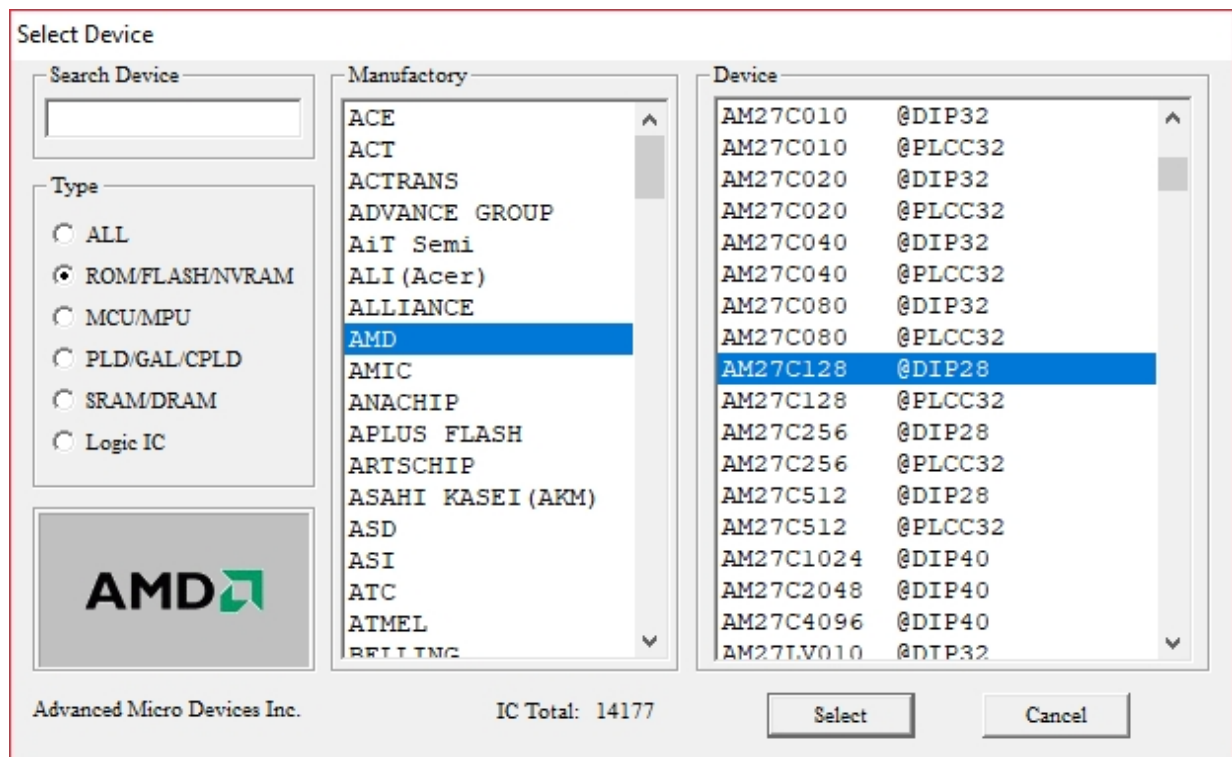 Select Device
Search Device
Type
ALL
ROM/FLASH/NVRAM
MCU/MPU
PLD/GAL/CPLD
SRAM/DRAM
Logic IC
AMD
Advanced Micro Devices Inc.
Manufactory
ACE
ACT
ACTRANS
ADVANCE GROUP
AiT Semi
ALI(Acer)
ALLIANCE
AMD
AMIC
ANACHIP
APLUS FLASH
ARTSCHIP
ASAHI KASEI(AKM)
ASD
ASI
ATC
ATMEL
BELLING
IC Total: 14177
Device
AM27C010 @DIP32
AM27C010 @PLCC32
AM27C020 @DIP32
AM27C020 @PLCC32
AM27C040 @DIP32
AM27C040 @PLCC32
AM27C080 @DIP32
AM27C080 @PLCC32
AM27C128 @DIP28
AM27C128 @PLCC32
AM27C256 @DIP28
AM27C256 @PLCC32
AM27C512 @DIP28
AM27C512 @PLCC32
AM27C1024 @DIP40
AM27C2048 @DIP40
AM27C4096 @DIP40
AM27LV010 @DIP32
Select
Cancel